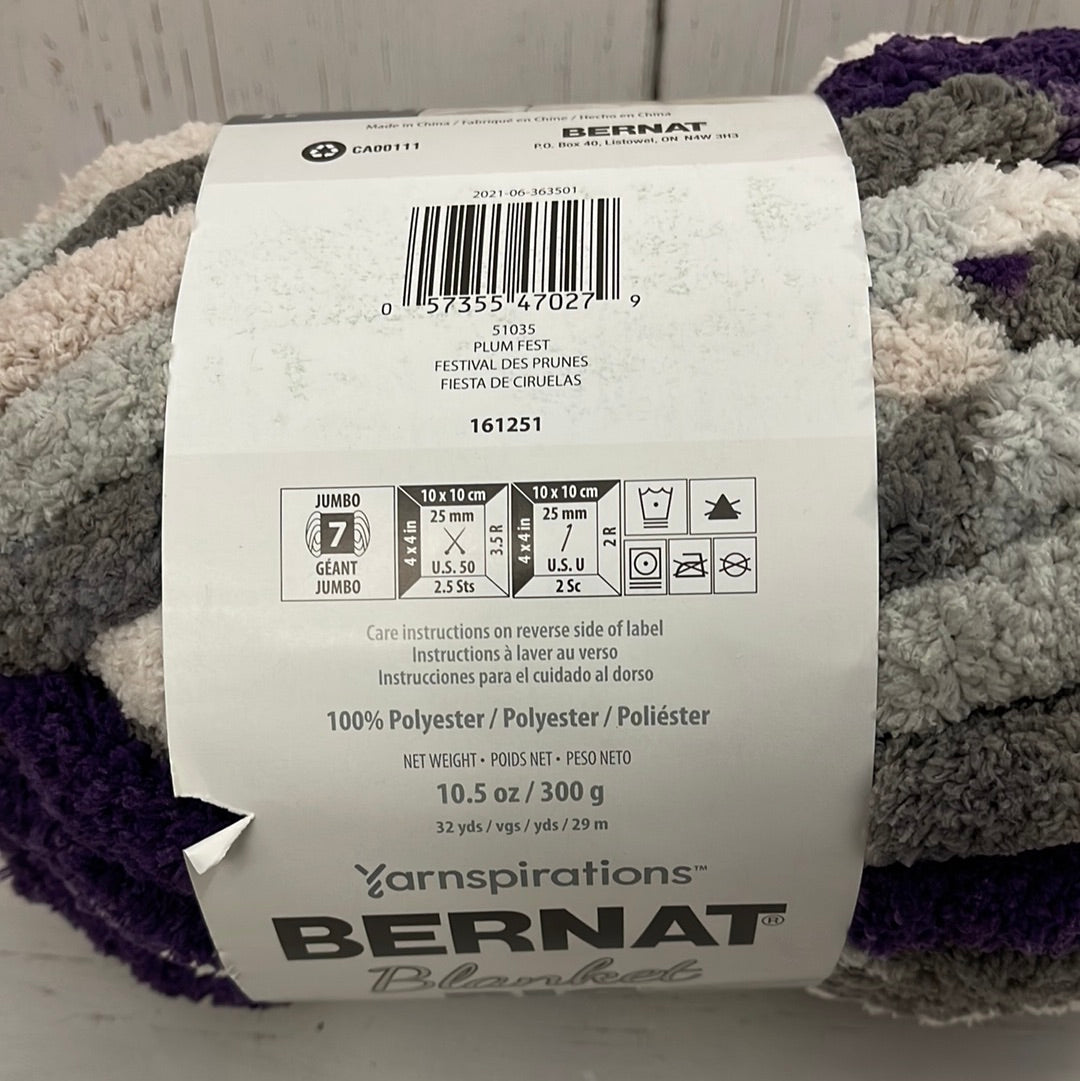 Made in China / Fabriqué en Chine / Hecho en China
BERNAT
CA00111
P.O. Box 40, Listowel, ON N4W 3H3
2021-06-363501
0 57355 47027 9
51035
PLUM FEST
FESTIVAL DES PRUNES
FIESTA DE CIRUELAS
161251
JUMBO
7
GÉANT
JUMBO
10 x 10 cm
4 x 4 in
25 mm
3.5 R
U.S. 50
2.5 Sts
10 x 10 cm
4 x 4 in
25 mm
2 R
U.S. U
2 Sc
Care instructions on reverse side of label
Instructions à laver au verso
Instrucciones para el cuidado al dorso
100% Polyester / Polyester / Poliéster
NET WEIGHT • POIDS NET • PESO NETO
10.5 oz / 300 g
32 yds / vgs / yds / 29 m
Yarnspirations™
BERNAT®
Blanket